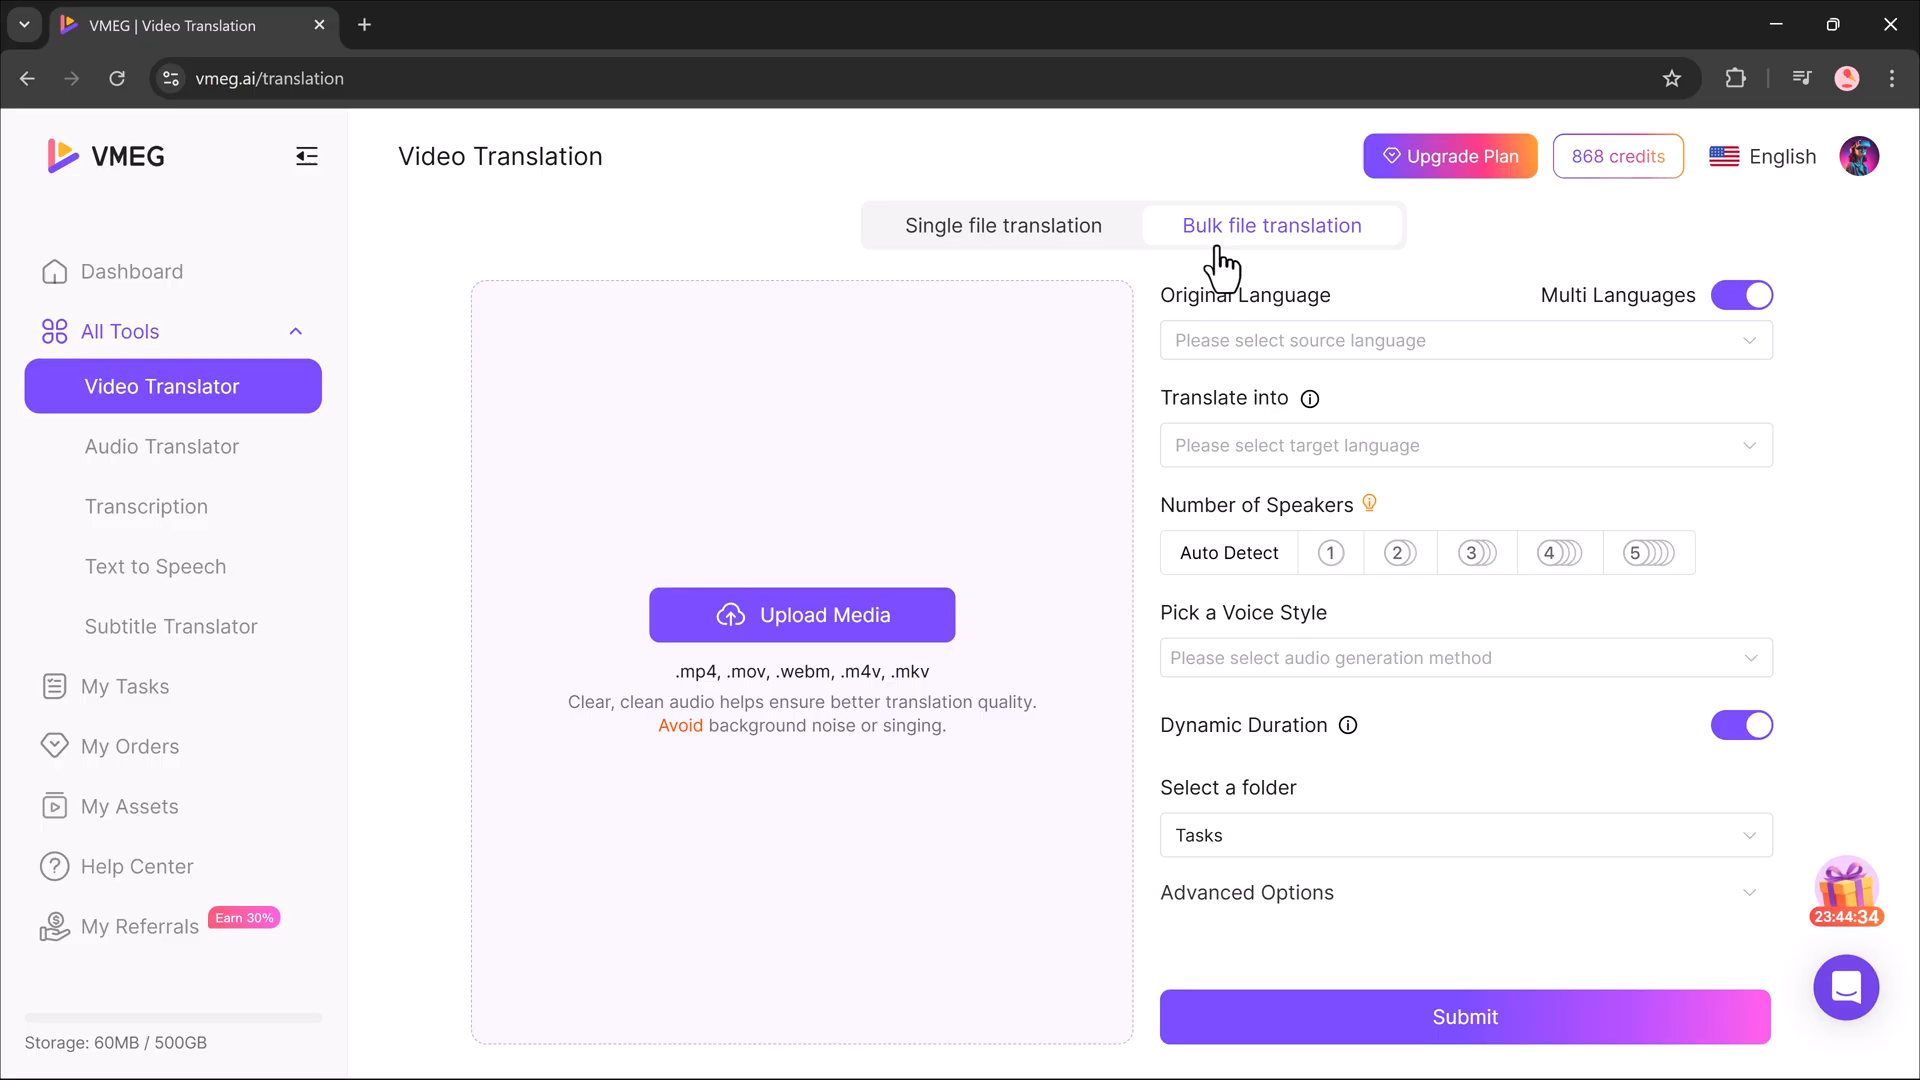 VMEG | Video Translation
vmeg.ai/translation
VMEG
Video Translation
Upgrade Plan
868 credits
English
Single file translation
Bulk file translation
Dashboard
All Tools
Video Translator
Audio Translator
Transcription
Text to Speech
Subtitle Translator
My Tasks
My Orders
My Assets
Help Center
My Referrals
Earn 30%
Storage: 60MB / 500GB
Upload Media
.mp4, .mov, .webm, .m4v, .mkv
Clear, clean audio helps ensure better translation quality.
Avoid background noise or singing.
Original Language
Multi Languages
Please select source language
Translate into
Please select target language
Number of Speakers
Auto Detect 1 2 3 4 5
Pick a Voice Style
Please select audio generation method
Dynamic Duration
Select a folder
Tasks
Advanced Options
23:44:34
Submit